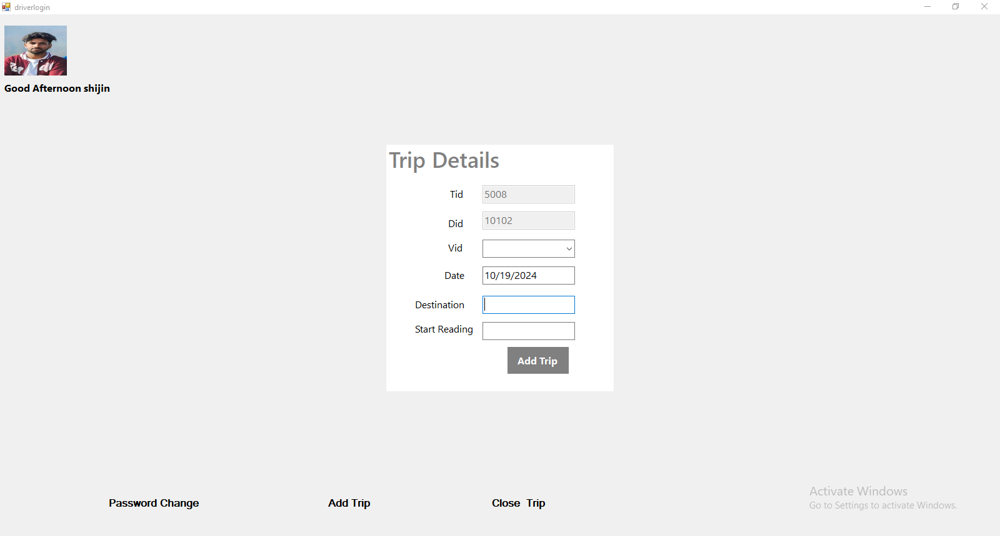 driverlogin
Good Afternoon shijin
Trip Details
Tid 5008
Did 10102
Vid
Date 10/19/2024
Destination
Start Reading
Add Trip
Password Change Add Trip Close Trip
Activate Windows
Go to Settings to activate Windows.